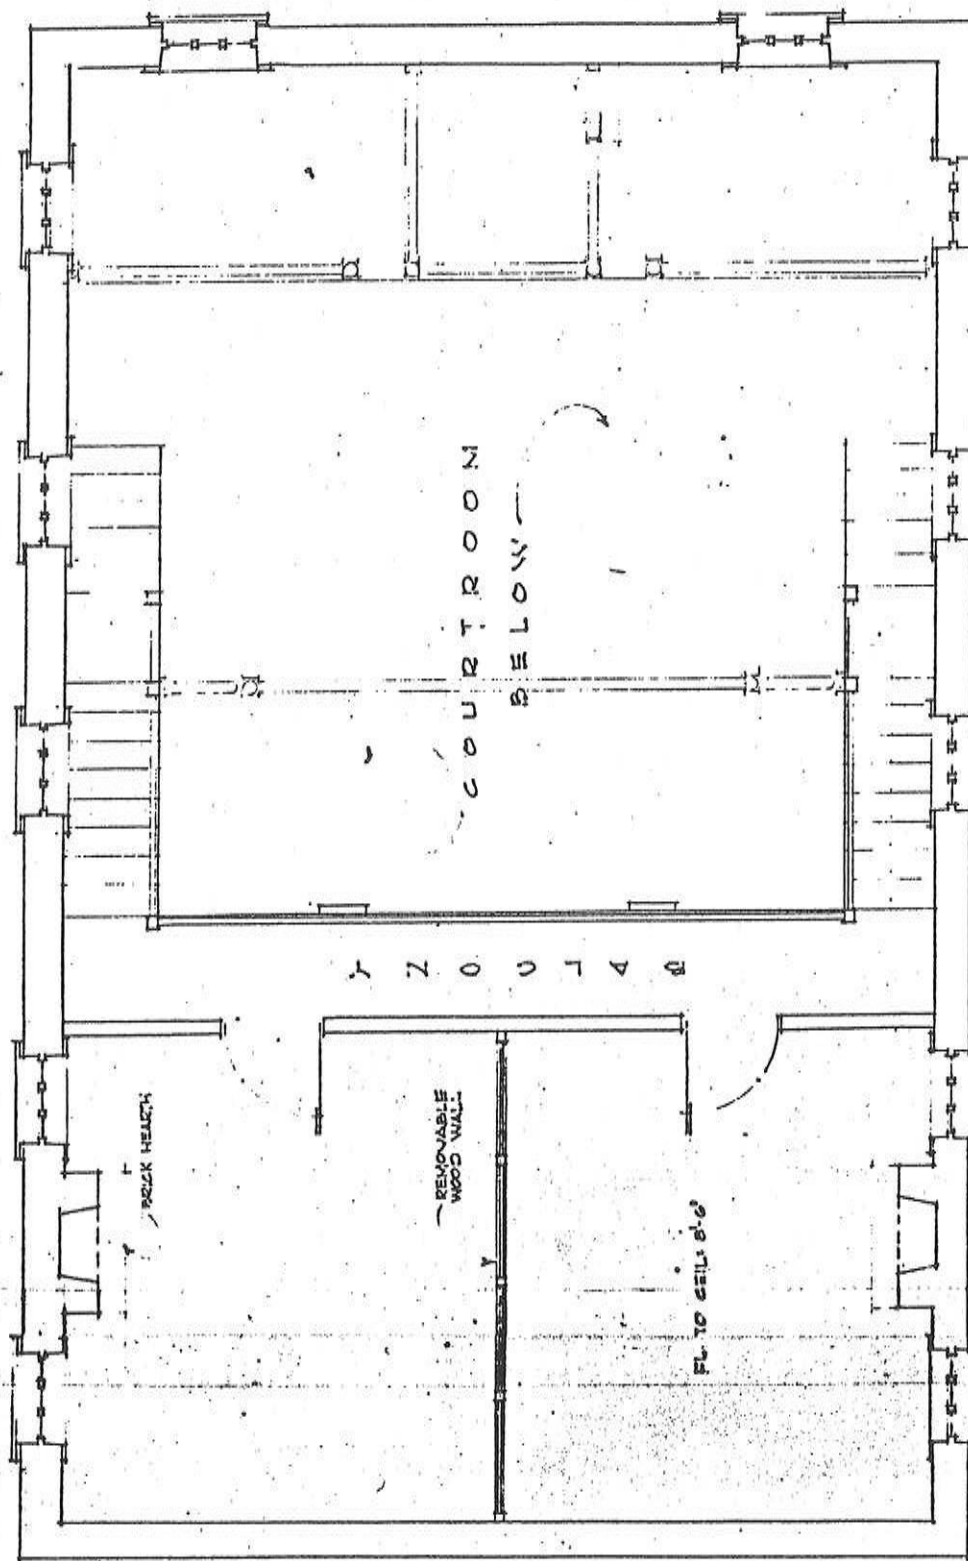 COURTROOM
BELOW
BALCONY
BRICK HEARTH
REMOVABLE
WOOD WALL
FL. TO CEIL: 8'-6"